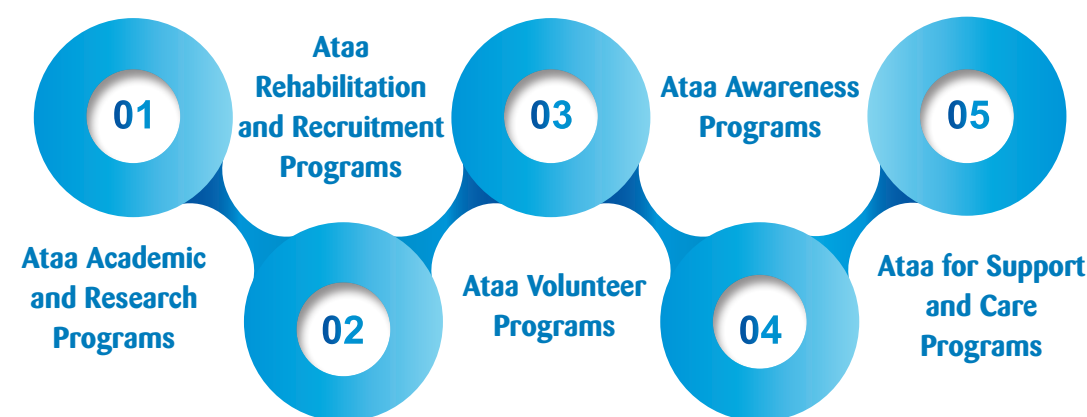 01
Ataa Academic
and Research
Programs
Ataa
Rehabilitation
and Recruitment
Programs
02
03
Ataa Volunteer
Programs
Ataa Awareness
Programs
04
05
Ataa for Support
and Care
Programs